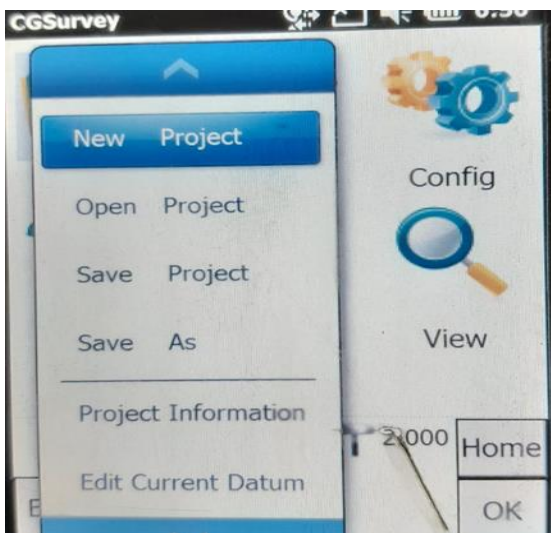 CGSurvey
New Project
Open Project
Save Project
Save As
Project Information
Edit Current Datum
Config
View
2.000
Home
OK